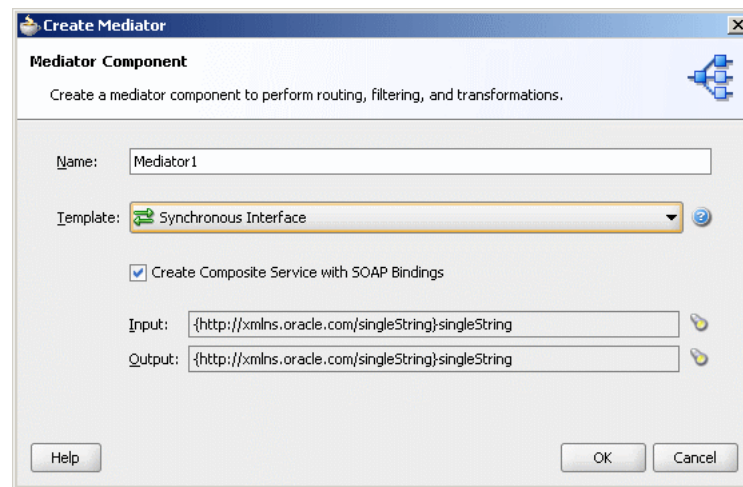 Create Mediator
Mediator Component
Create a mediator component to perform routing, filtering, and transformations.
Name: Mediator1
Template: Synchronous Interface
Create Composite Service with SOAP Bindings
Input: {http://xmlns.oracle.com/singleString}singleString
Output: {http://xmlns.oracle.com/singleString}singleString
Help OK Cancel